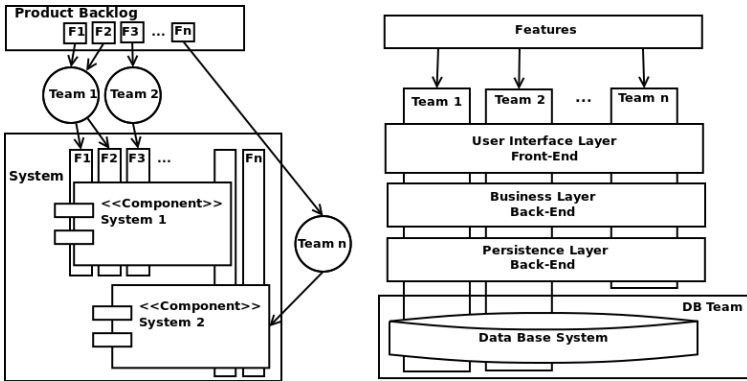 Product Backlog
F1 F2 F3 ... Fn
Team 1 Team 2
System
F1 F2 F3 ... Fn
<<Component>>
System 1
Team n
<<Component>>
System 2
Features
Team 1 Team 2 ... Team n
User Interface Layer
Front-End
Business Layer
Back-End
Persistence Layer
Back-End
DB Team
Data Base System